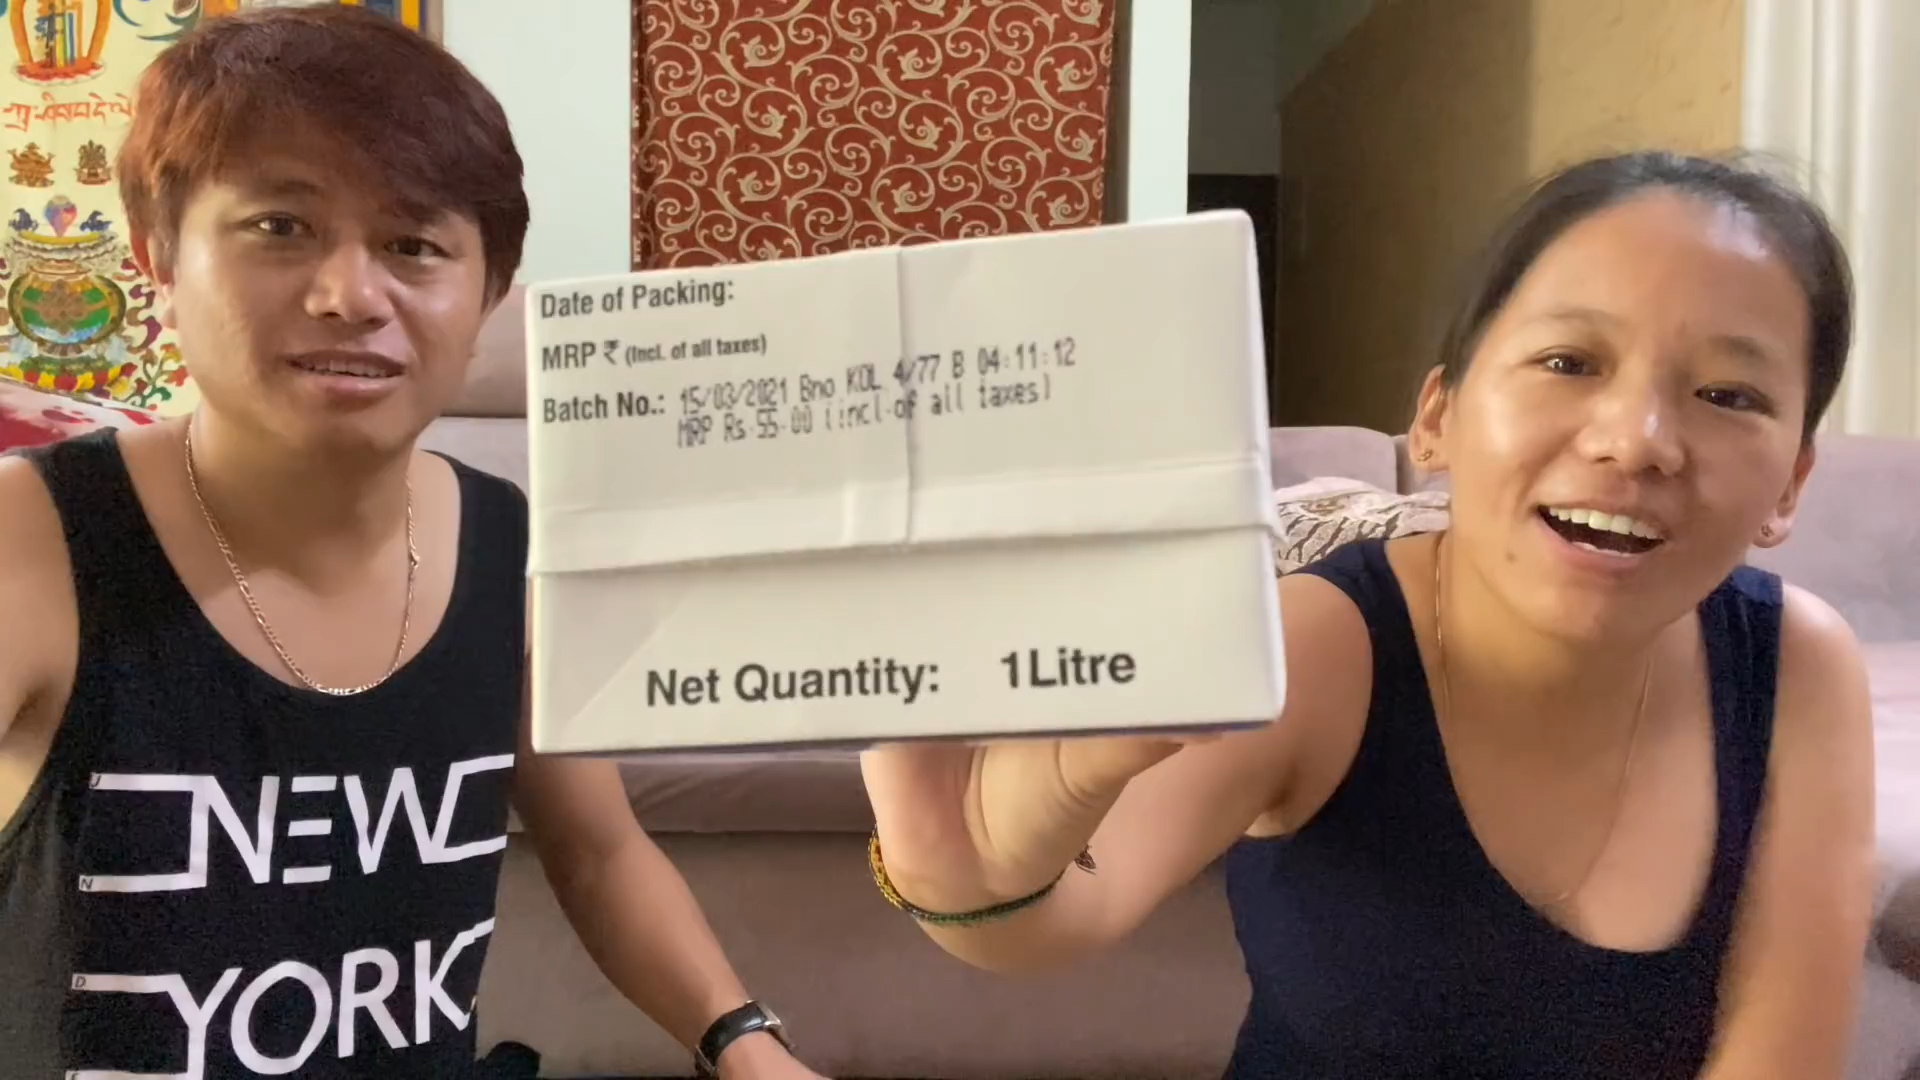 Date of Packing:
MRP ₹ (Incl. of all taxes)
Batch No.: 15/03/2021 Bno KOL 4/77 B 04:11:12
MRP Rs.55.00 (incl.of all taxes)
Net Quantity: 1Litre
NEW
YORK